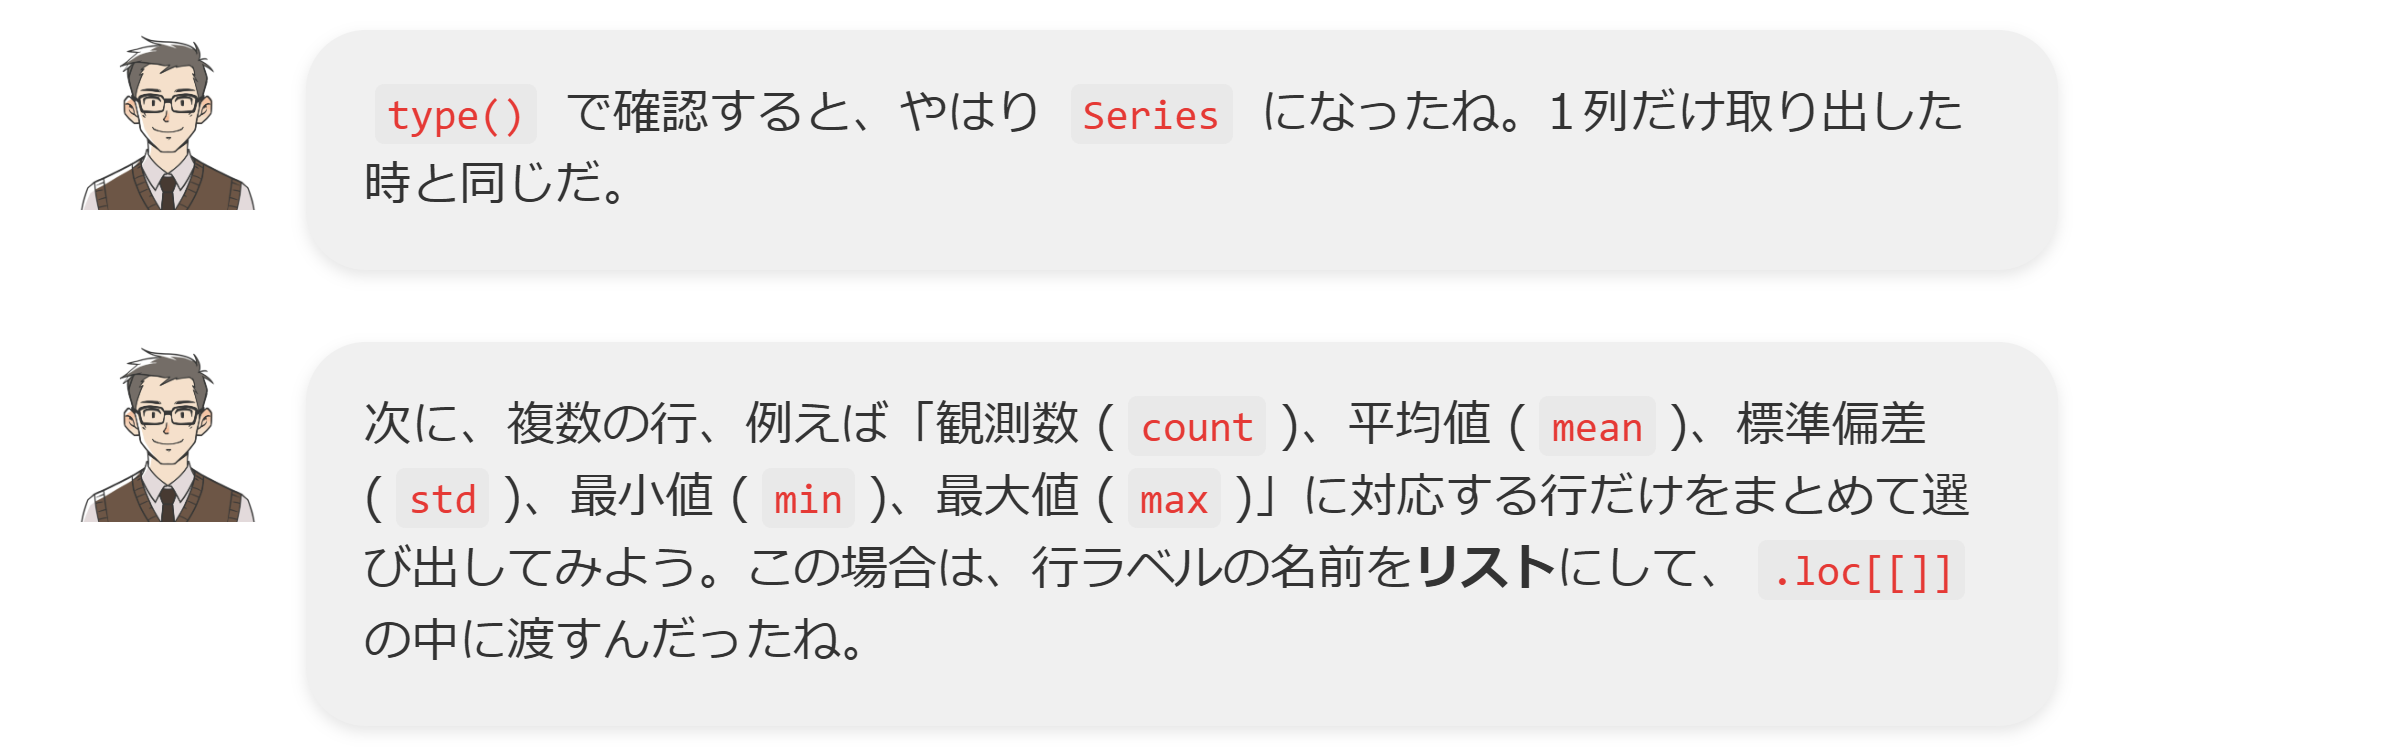 type() で確認すると、やはり Series になったね。1列だけ取り出した
時と同じだ。
次に、複数の行、例えば「観測数 ( count )、平均値 ( mean )、標準偏差
( std )、最小値 ( min )、最大値 ( max )」に対応する行だけをまとめて選
び出してみよう。この場合は、行ラベルの名前をリストにして、 .loc[[]]
の中に渡すんだったね。